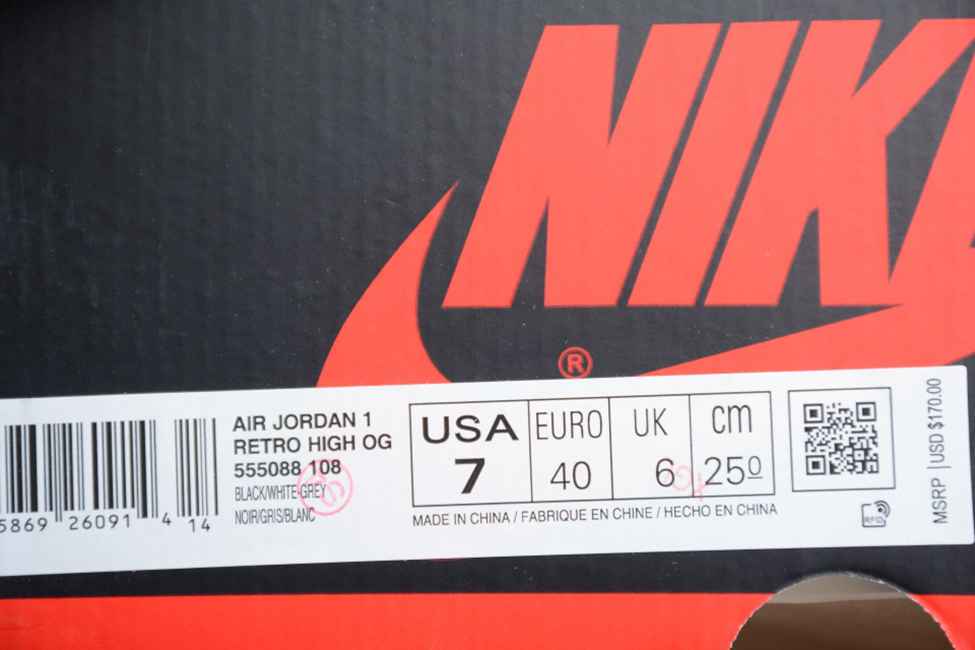 NIKE
®
AIR JORDAN 1
RETRO HIGH OG
555088 108
BLACK/WHITE-GREY
NOIR/GRIS/BLANC
5869 26091 4 14
USA EURO UK cm
7 40 6 250
MADE IN CHINA / FABRIQUE EN CHINE / HECHO EN CHINA
RFID
MSRP | USD $170.00